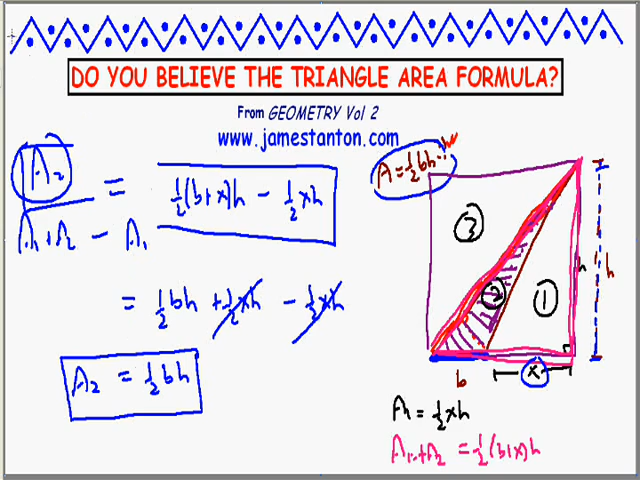 DO YOU BELIEVE THE TRIANGLE AREA FORMULA?
From GEOMETRY Vol 2
www.jamestanton.com
A₂ = ½(b+x)h − ½xh
A₁+A₂ − A₁
= ½bh + ½xh − ½xh
A₂ = ½bh
A = ½bh
3
2
1
h
h
b
x
A₁ = ½xh
A₁+A₂ = ½(b+x)h